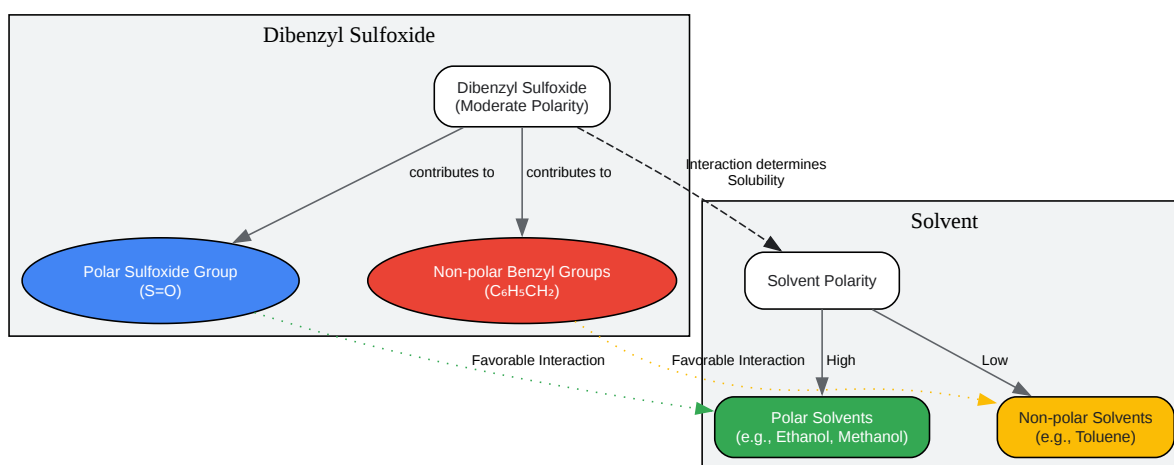 Dibenzyl Sulfoxide
Dibenzyl Sulfoxide
(Moderate Polarity)
contributes to
contributes to
Interaction determines
Solubility
Polar Sulfoxide Group
(S=O)
Non-polar Benzyl Groups
(C₆H₅CH₂)
Solvent
Solvent Polarity
Favorable Interaction
Favorable Interaction
High
Low
Polar Solvents
(e.g., Ethanol, Methanol)
Non-polar Solvents
(e.g., Toluene)